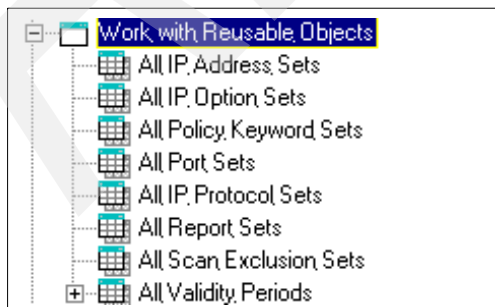 Work with Reusable Objects
All IP Address Sets
All IP Option Sets
All Policy Keyword Sets
All Port Sets
All IP Protocol Sets
All Report Sets
All Scan Exclusion Sets
All Validity Periods